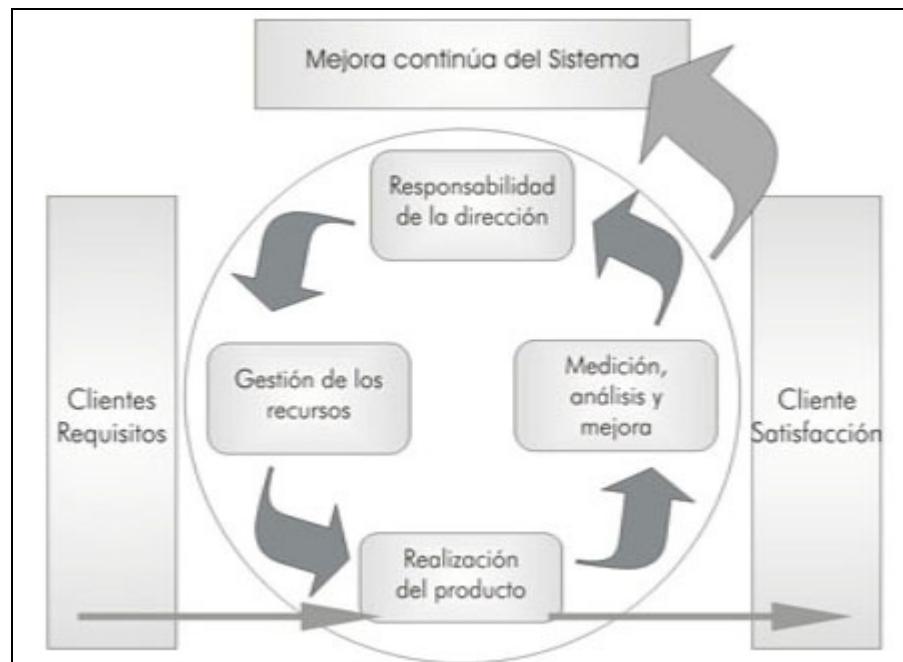 Mejora continúa del Sistema
Responsabilidad
de la dirección
Gestión de los
recursos
Medición,
análisis y
mejora
Clientes
Requisitos
Cliente
Satisfacción
Realización
del producto